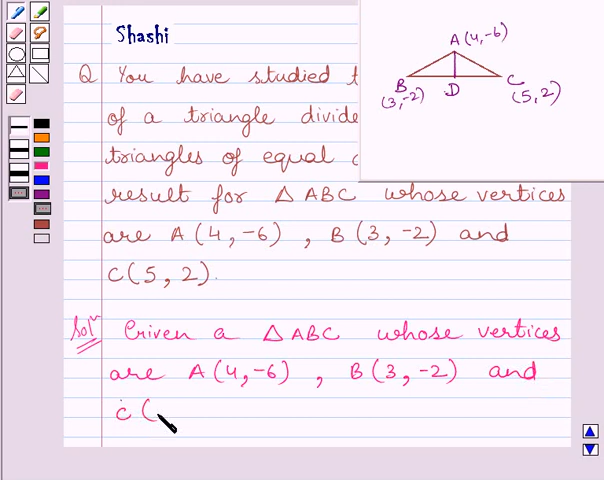 Shashi
Q You have studied
of a triangle divide
triangles of equal
result for △ ABC whose vertices
are A(4,-6) , B(3,-2) and
C(5,2).
Solⁿ Given a △ABC whose vertices
are A(4,-6) , B(3,-2) and
C (
A(4,-6)
B
(3,-2)
D
C
(5,2)